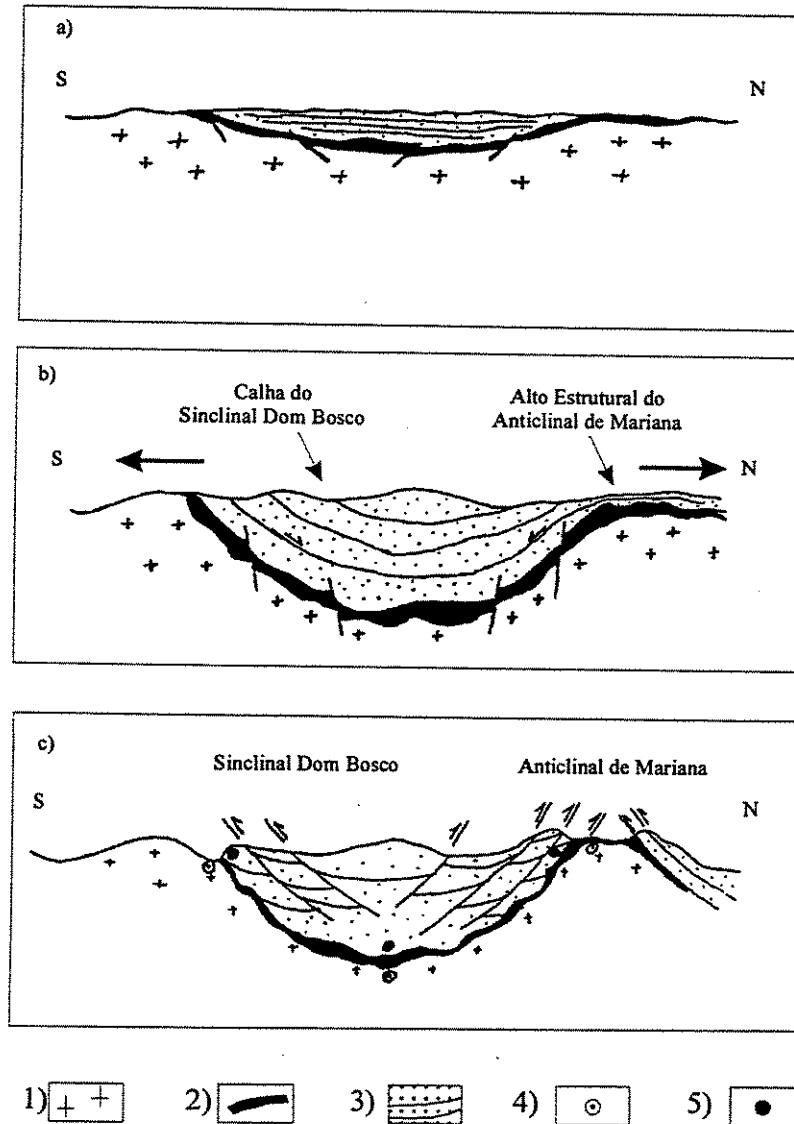 a)
S
N
b)
Calha do
Sinclinal Dom Bosco
Alto Estrutural do
Anticlinal de Mariana
S
N
c)
Sinclinal Dom Bosco
Anticlinal de Mariana
S
N
1) 2) 3) 4) 5)